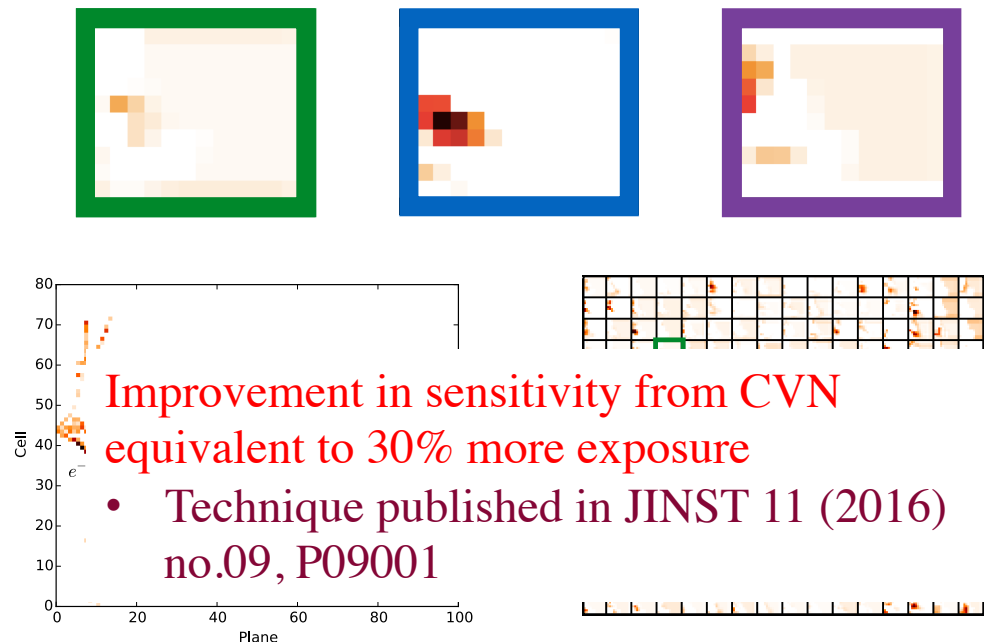 80
70
60
50
40
30
20
10
0
Cell
e⁻
0 20 40 60 80 100
Plane
Improvement in sensitivity from CVN
equivalent to 30% more exposure
• Technique published in JINST 11 (2016)
no.09, P09001